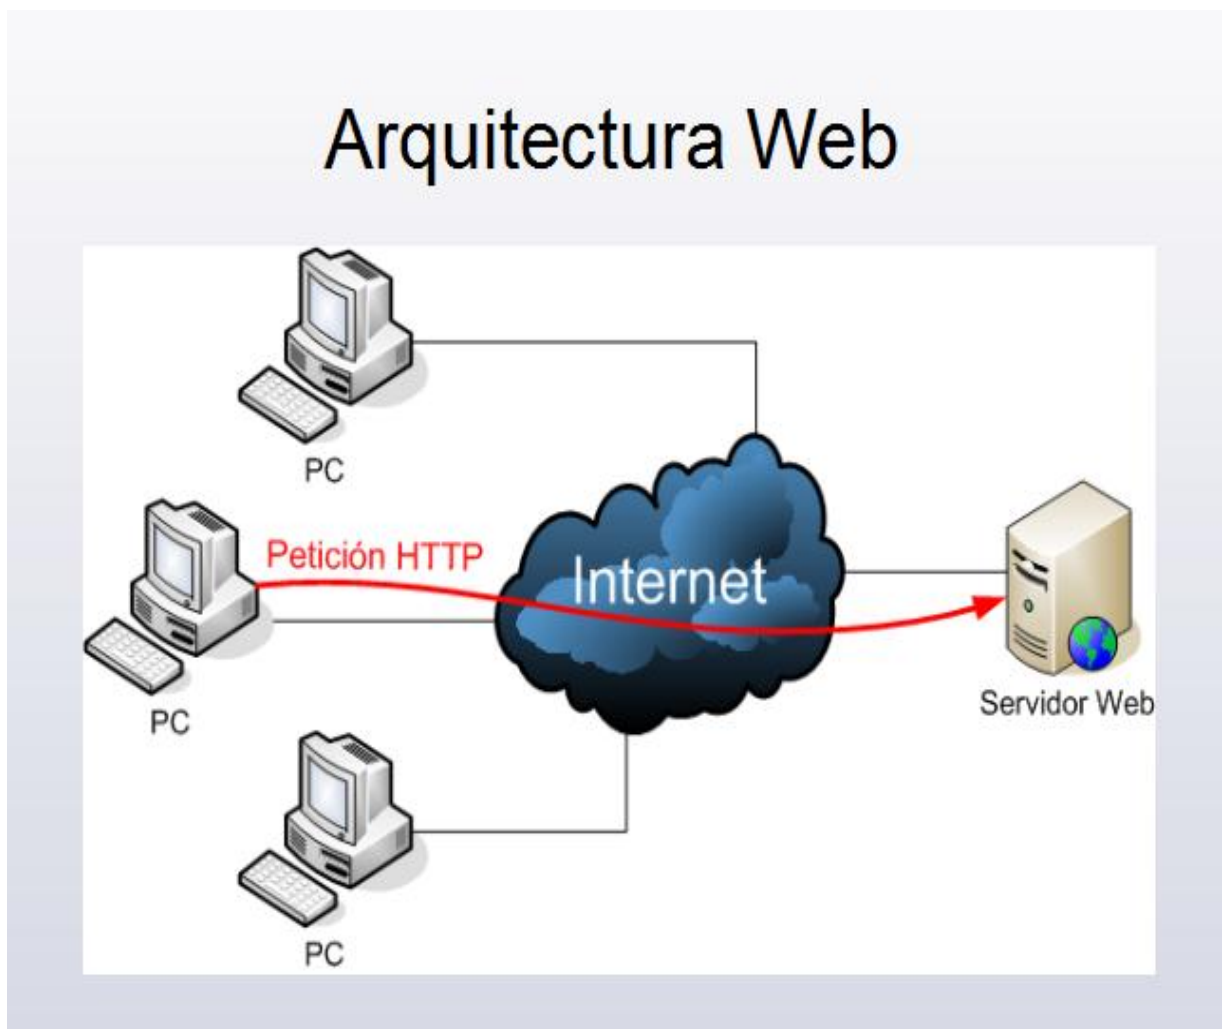 Arquitectura Web
PC
Petición HTTP
Internet
PC
Servidor Web
PC